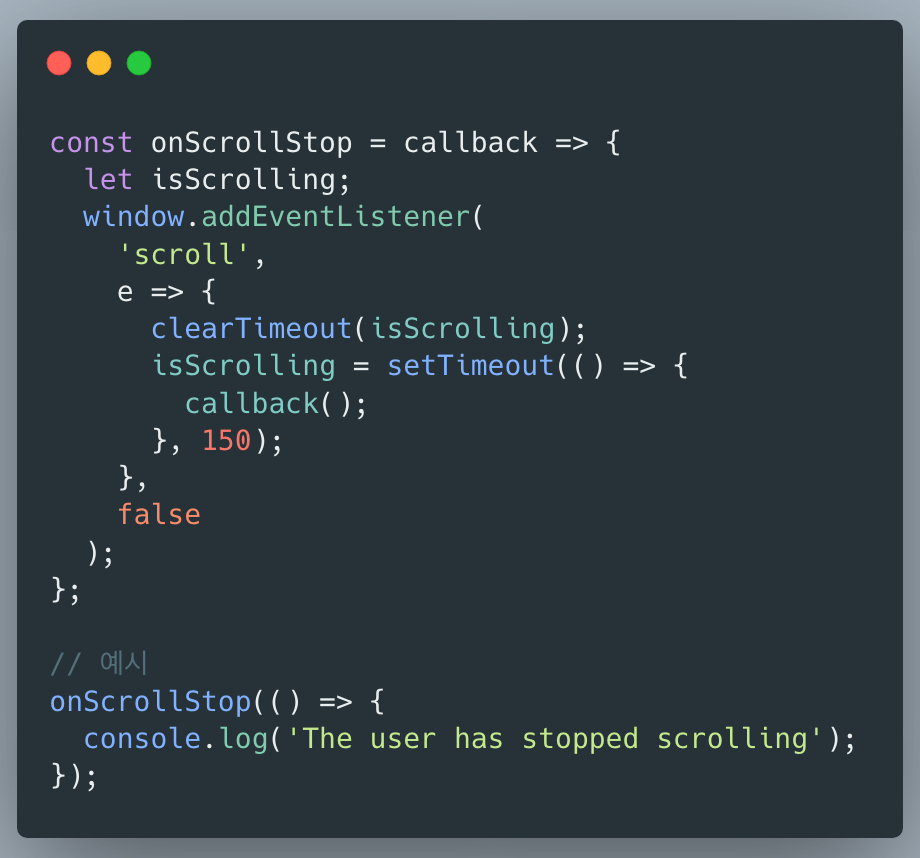 const onScrollStop = callback => {
  let isScrolling;
  window.addEventListener(
    'scroll',
    e => {
      clearTimeout(isScrolling);
      isScrolling = setTimeout(() => {
        callback();
      }, 150);
    },
    false
  );
};

// 예시
onScrollStop(() => {
  console.log('The user has stopped scrolling');
});